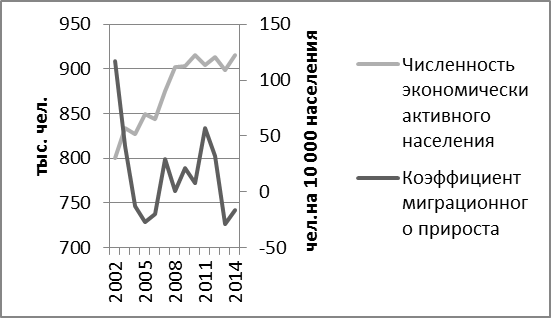 950
900
850
800
750
700
тыс. чел.
150
100
50
0
-50
чел.на 10 000 населения
2002
2005
2008
2011
2014
Численность
экономически
активного
населения
Коэффициент
миграционног
о прироста